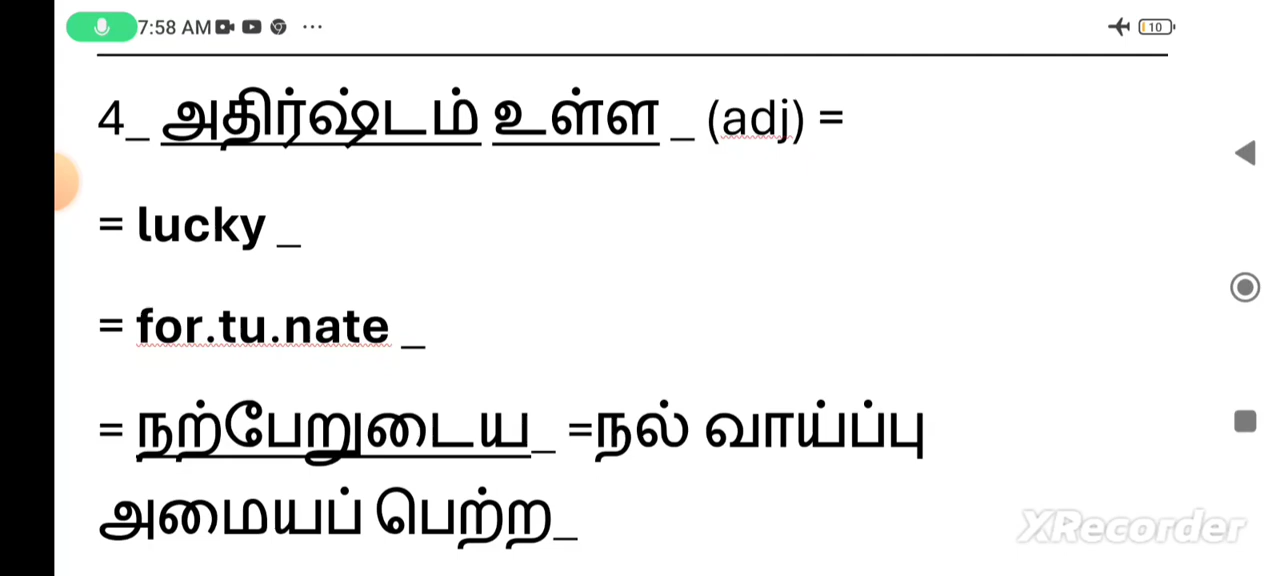 7:58 AM ...
10
4_ அதிர்ஷ்டம் உள்ள _ (adj) =
= lucky _
= for.tu.nate _
= நற்பேறுடைய_ =நல் வாய்ப்பு
அமையப் பெற்ற_
XRecorder